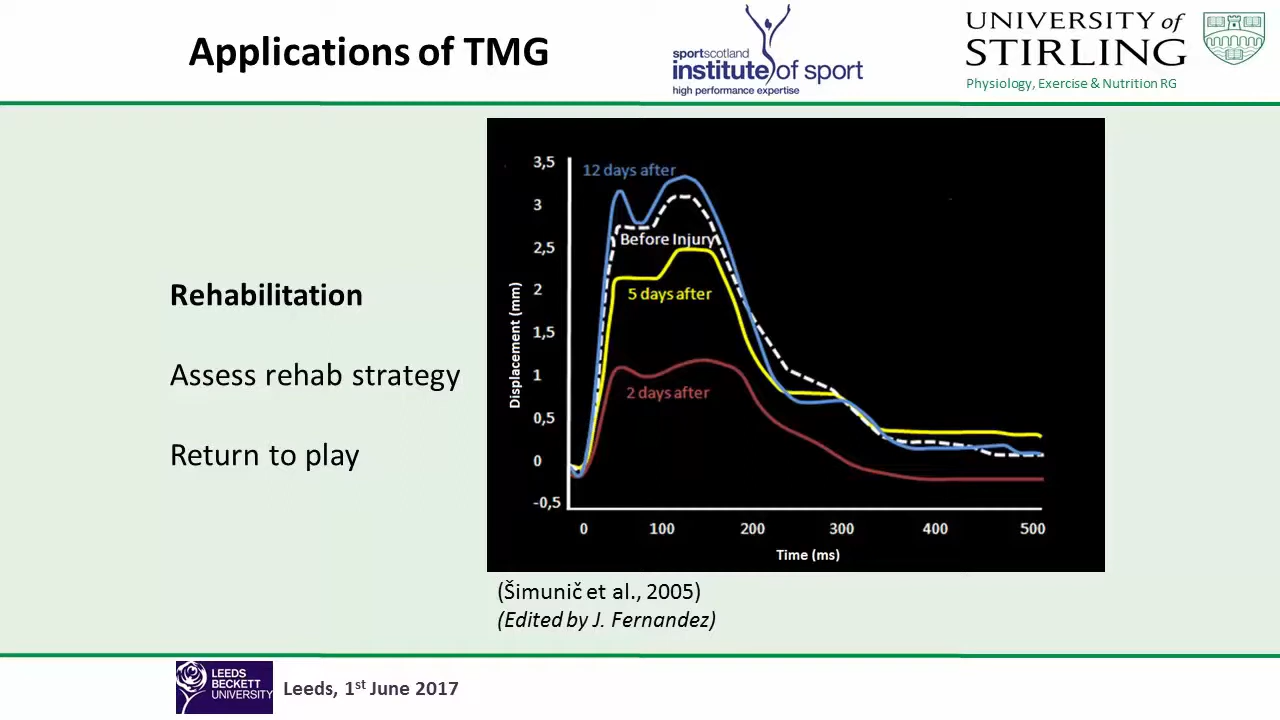 Applications of TMG
sportscotland
institute of sport
high performance expertise
UNIVERSITY of
STIRLING
Physiology, Exercise & Nutrition RG
Rehabilitation
Assess rehab strategy
Return to play
Displacement (mm)
3,5
3
2,5
2
1,5
1
0,5
0
-0,5
12 days after
Before Injury
5 days after
2 days after
0 100 200 300 400 500
Time (ms)
(Šimunič et al., 2005)
(Edited by J. Fernandez)
LEEDS
BECKETT
UNIVERSITY
Leeds, 1st June 2017